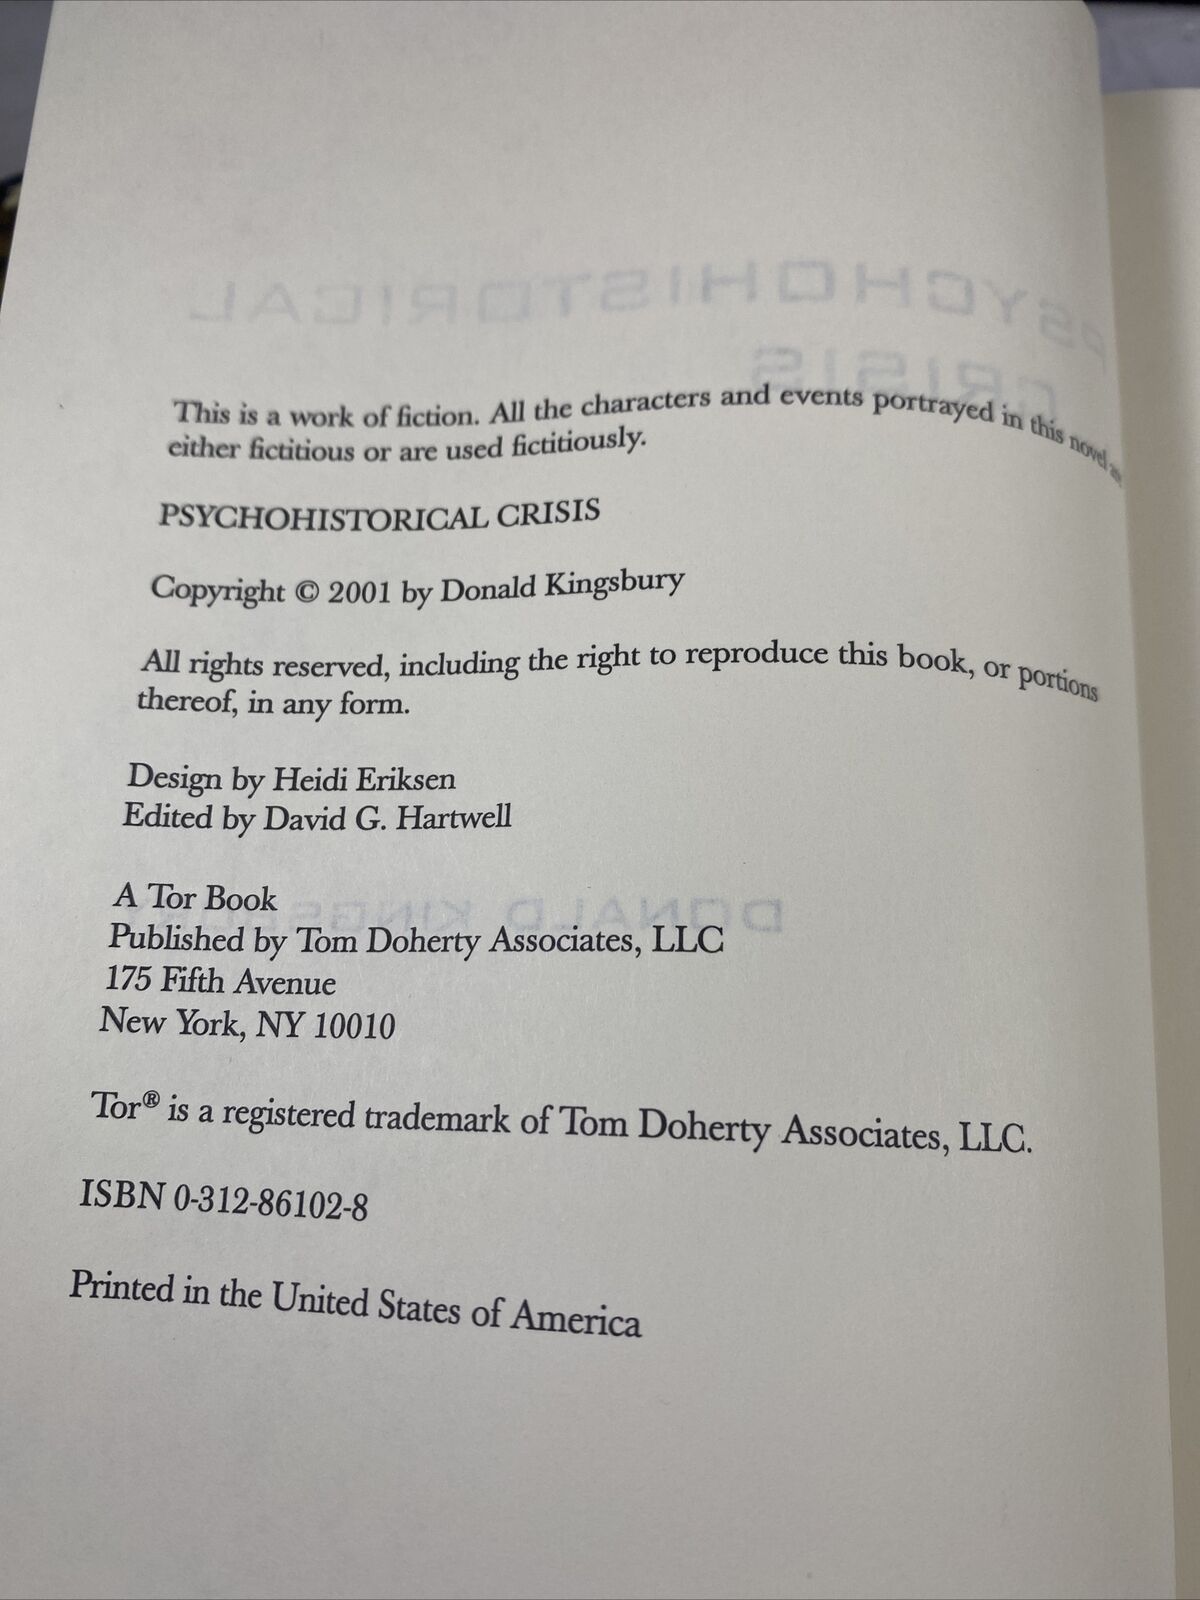 This is a work of fiction. All the characters and events portrayed in this novel are
either fictitious or are used fictitiously.
PSYCHOHISTORICAL CRISIS
Copyright © 2001 by Donald Kingsbury
All rights reserved, including the right to reproduce this book, or portions
thereof, in any form.
Design by Heidi Eriksen
Edited by David G. Hartwell
A Tor Book
Published by Tom Doherty Associates, LLC
175 Fifth Avenue
New York, NY 10010
Tor® is a registered trademark of Tom Doherty Associates, LLC.
ISBN 0-312-86102-8
Printed in the United States of America